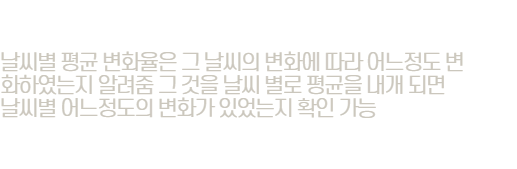 날씨별 평균 변화율은 그 날씨의 변화에 따라 어느정도 변
화하였는지 알려줌 그 것을 날씨 별로 평균을 내개 되면
날씨별 어느정도의 변화가 있었는지 확인 가능